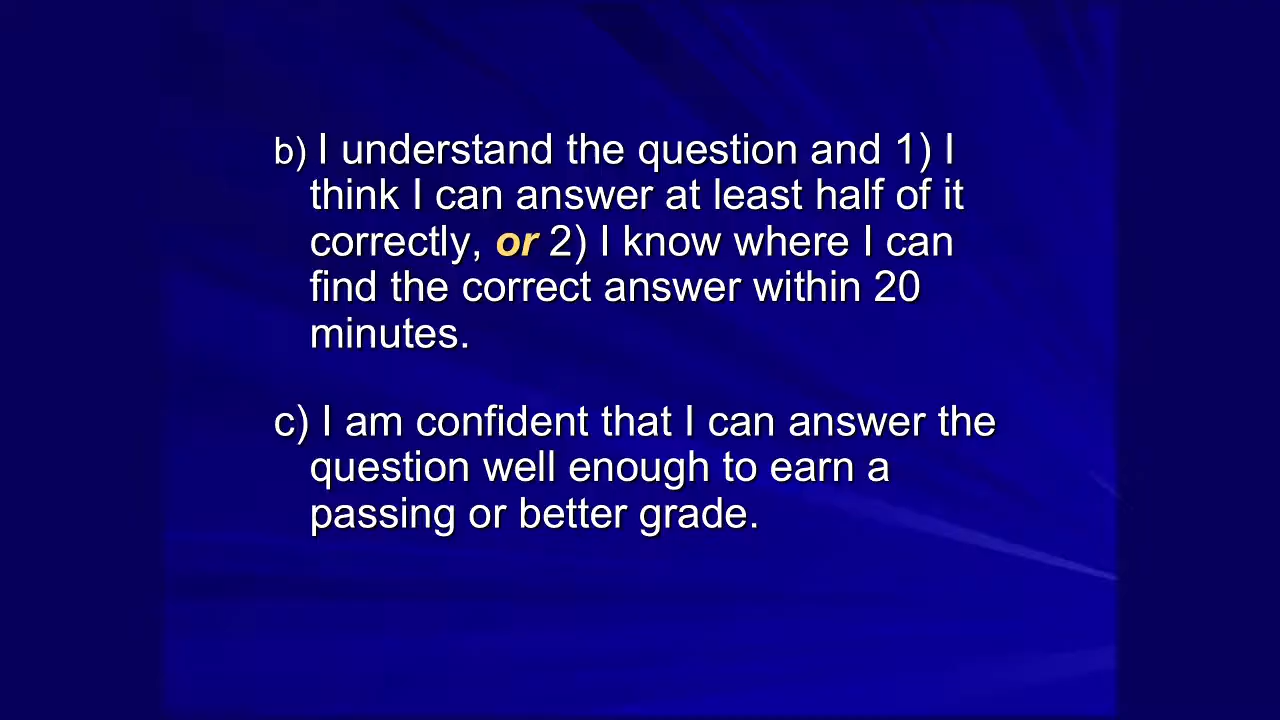 b) I understand the question and 1) I
think I can answer at least half of it
correctly, or 2) I know where I can
find the correct answer within 20
minutes.
c) I am confident that I can answer the
question well enough to earn a
passing or better grade.